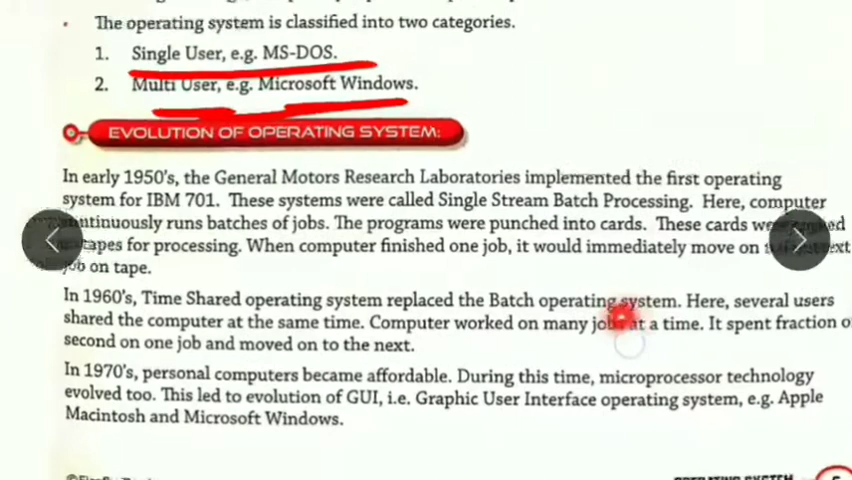 The operating system is classified into two categories.
1. Single User, e.g. MS-DOS.
2. Multi User, e.g. Microsoft Windows.
EVOLUTION OF OPERATING SYSTEM:
In early 1950's, the General Motors Research Laboratories implemented the first operating
system for IBM 701. These systems were called Single Stream Batch Processing. Here, computer
continuously runs batches of jobs. The programs were punched into cards. These cards
tapes for processing. When computer finished one job, it would immediately move on
job on tape.
In 1960's, Time Shared operating system replaced the Batch operating system. Here, several users
shared the computer at the same time. Computer worked on many jobs at a time. It spent fraction
second on one job and moved on to the next.
In 1970's, personal computers became affordable. During this time, microprocessor technology
evolved too. This led to evolution of GUI, i.e. Graphic User Interface operating system, e.g. Apple
Macintosh and Microsoft Windows.
OPERATING SYSTEM